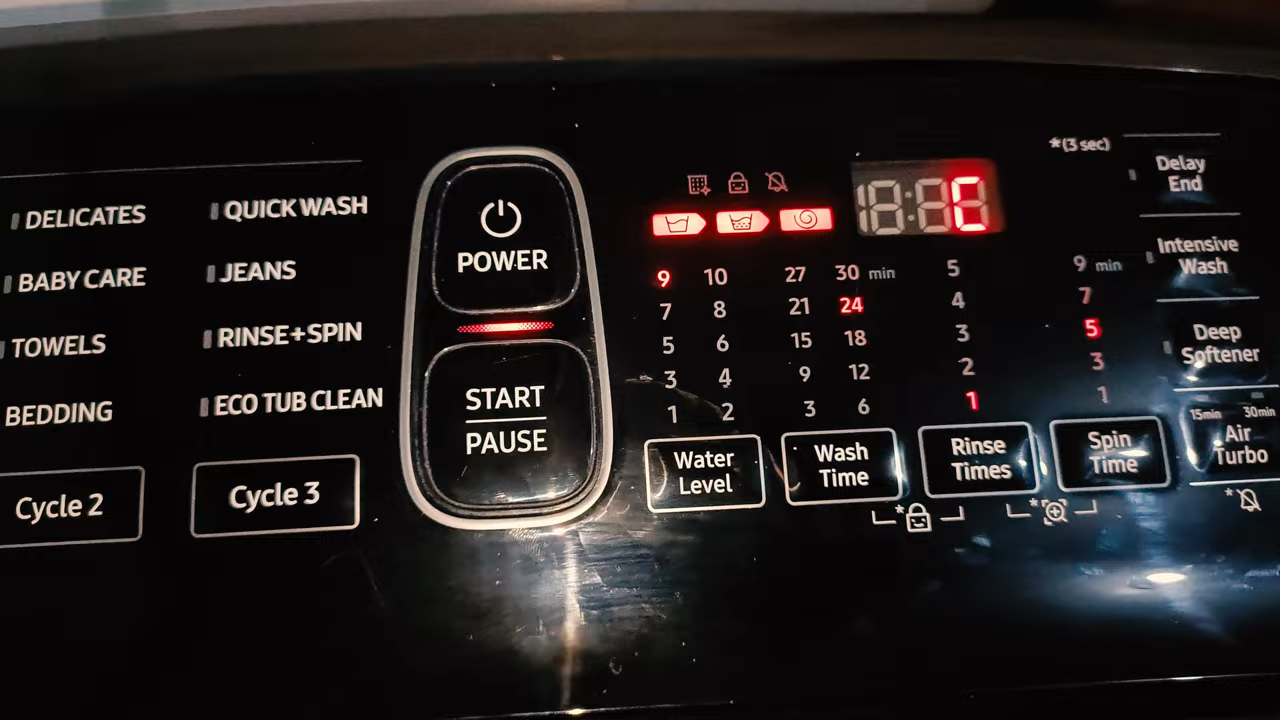 DELICATES
BABY CARE
TOWELS
BEDDING
Cycle 2
QUICK WASH
JEANS
RINSE+SPIN
ECO TUB CLEAN
Cycle 3
POWER
START
PAUSE
9 10
7 8
5 6
3 4
1 2
Water
Level
27 30 min
21 24
15 18
9 12
3 6
Wash
Time
5
4
3
2
1
Rinse
Times
9 min
7
5
3
1
Spin
Time
*(3 sec)
Delay
End
Intensive
Wash
Deep
Softener
15min 30min
Air
Turbo